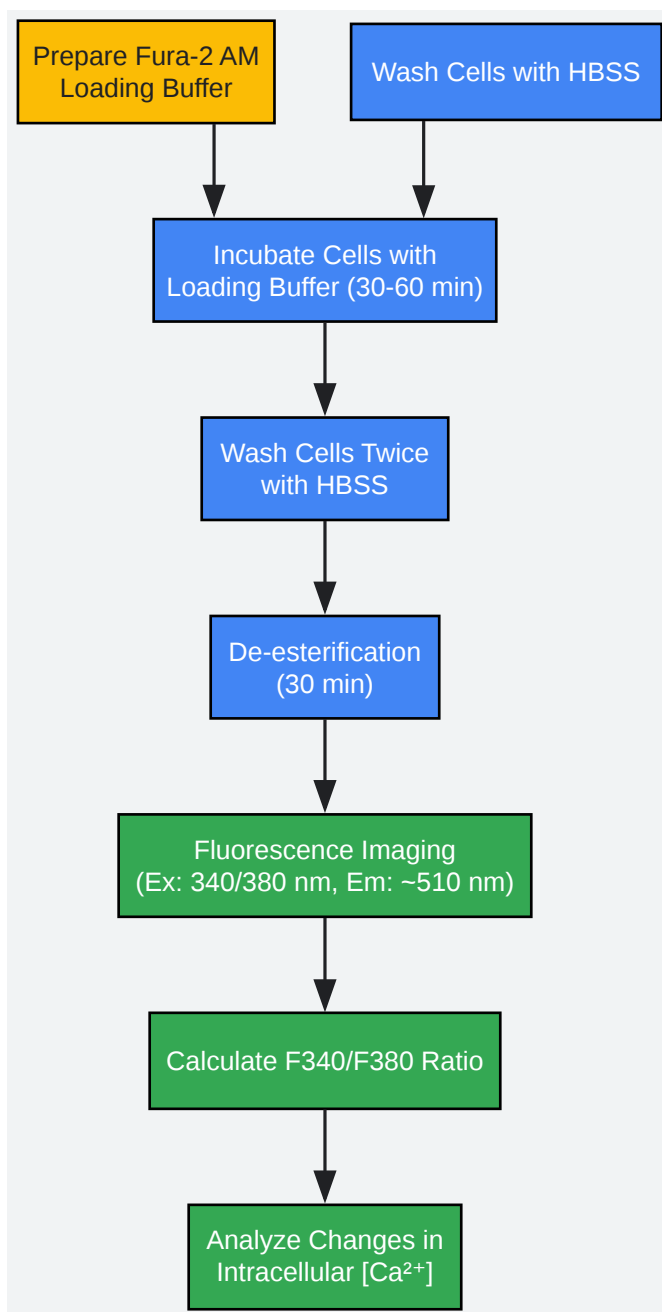 Prepare Fura-2 AM
Loading Buffer
Wash Cells with HBSS
Incubate Cells with
Loading Buffer (30-60 min)
Wash Cells Twice
with HBSS
De-esterification
(30 min)
Fluorescence Imaging
(Ex: 340/380 nm, Em: ~510 nm)
Calculate F340/F380 Ratio
Analyze Changes in
Intracellular [Ca²⁺]